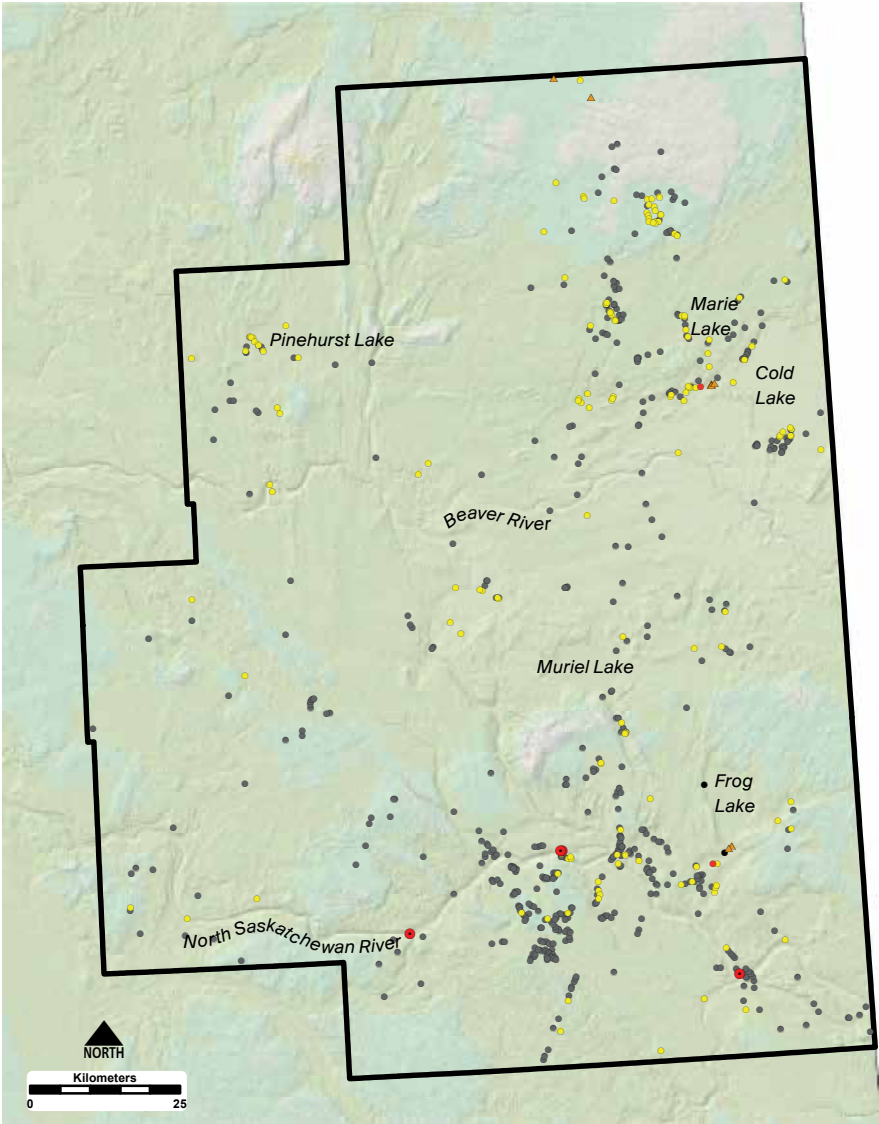 Marie
Lake
Pinehurst Lake
Cold
Lake
Beaver River
Muriel Lake
Frog
Lake
North Saskatchewan River
NORTH
Kilometers
0 25